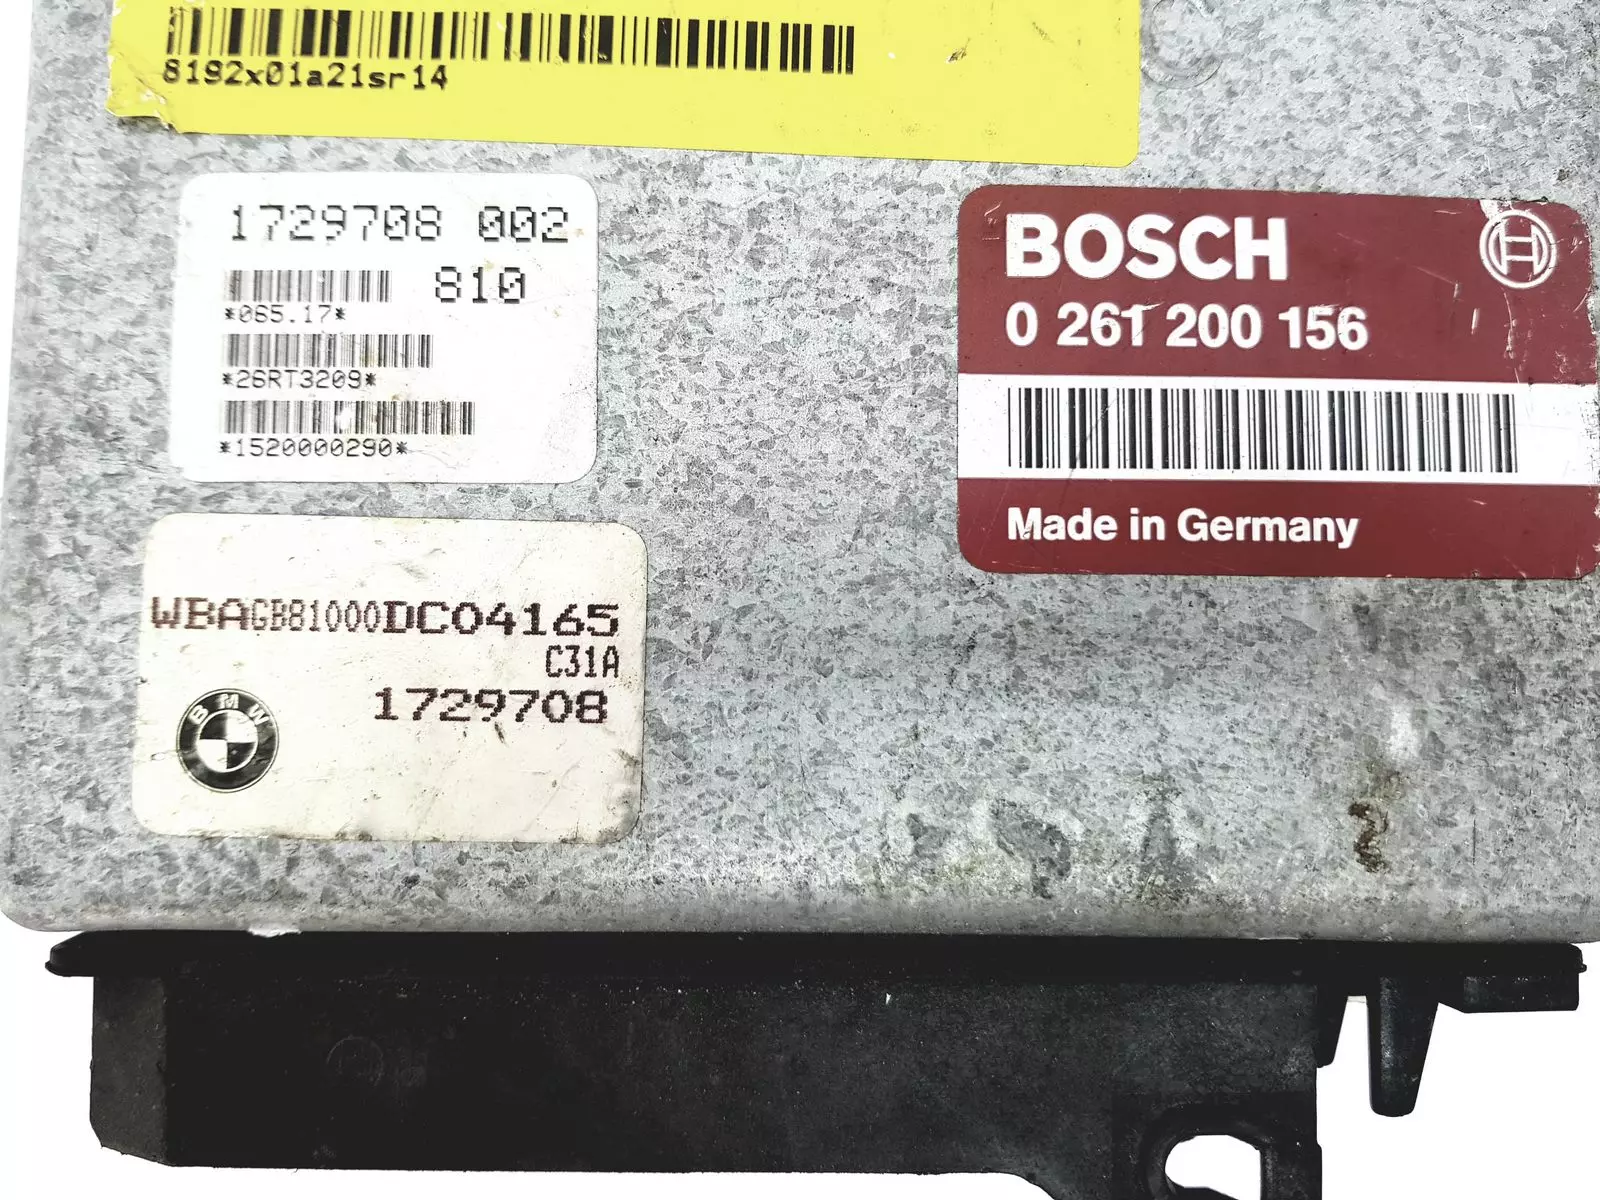 8192x01a21sr14
1729708 002
810
*065.17*
*26RT3209*
*1520000290*
BOSCH
0 261 200 156
Made in Germany
WBAGB81000DC04165
C31A
1729708
BMW